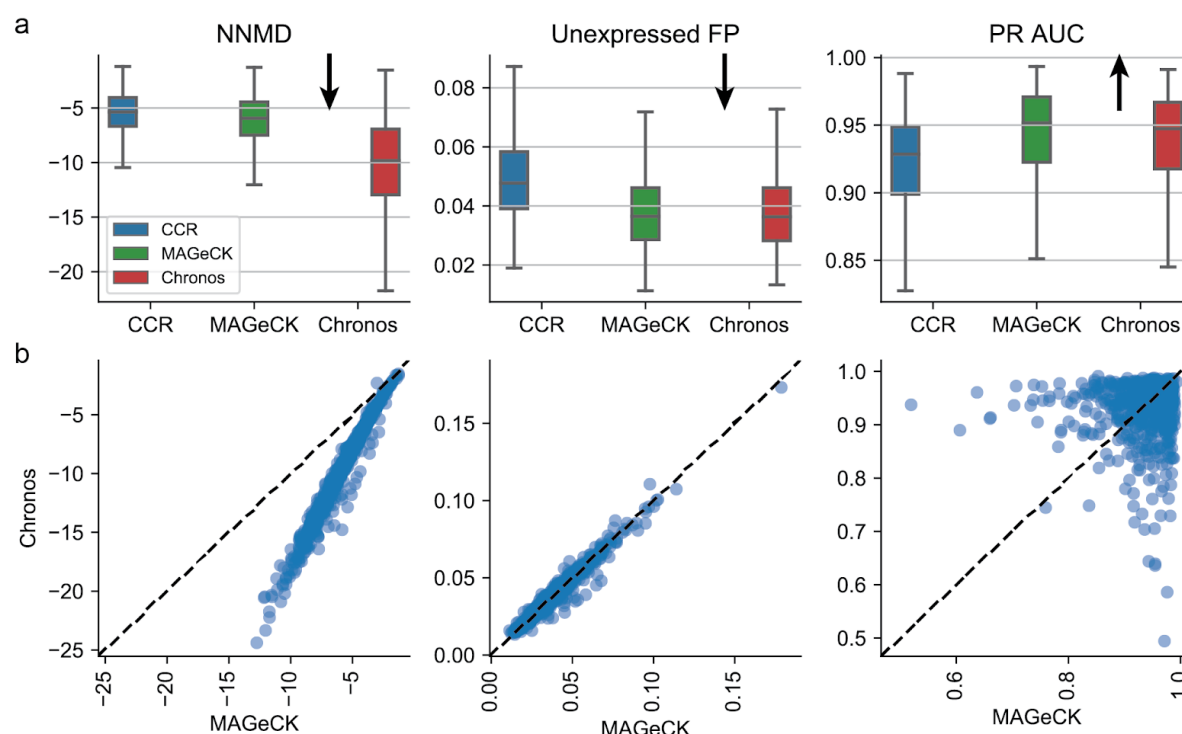 a
NNMD
Unexpressed FP
PR AUC
−5
−10
−15
−20
CCR
MAGeCK
Chronos
CCR
MAGeCK
Chronos
0.08
0.06
0.04
0.02
CCR
MAGeCK
Chronos
1.00
0.95
0.90
0.85
CCR
MAGeCK
Chronos
b
Chronos
−5
−10
−15
−20
−25
−25
−20
−15
−10
−5
MAGeCK
0.15
0.10
0.05
0.00
0.00
0.05
0.10
0.15
MAGeCK
1.0
0.9
0.8
0.7
0.6
0.5
0.6
0.8
1.0
MAGeCK